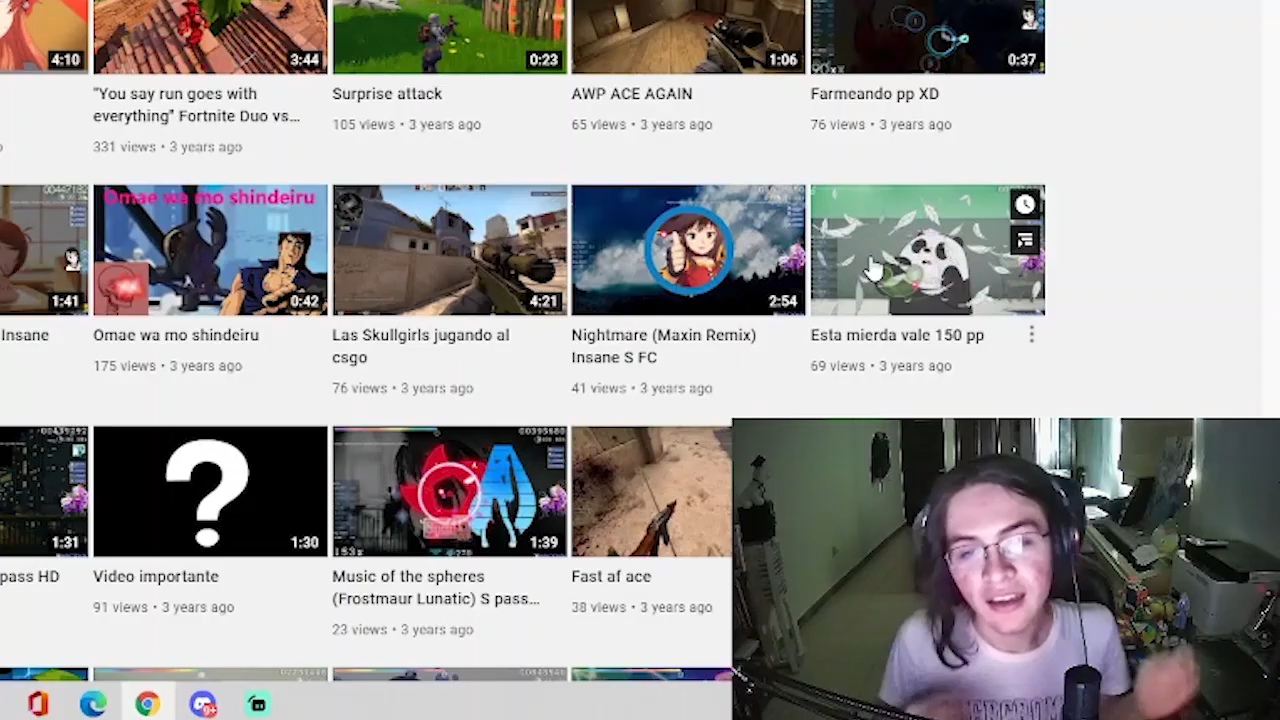 4:10
3:44
0:23
1:06
0:37
"You say run goes with
everything" Fortnite Duo vs...
331 views • 3 years ago
Surprise attack
105 views • 3 years ago
AWP ACE AGAIN
65 views • 3 years ago
Farmeando pp XD
76 views • 3 years ago
Omae wa mo shindeiru
1:41
0:42
4:21
2:54
Insane
Omae wa mo shindeiru
175 views • 3 years ago
Las Skullgirls jugando al
csgo
76 views • 3 years ago
Nightmare (Maxin Remix)
Insane S FC
41 views • 3 years ago
Esta mierda vale 150 pp
69 views • 3 years ago
?
1:31
1:30
153x
1:39
pass HD
Video importante
91 views • 3 years ago
Music of the spheres
(Frostmaur Lunatic) S pass...
23 views • 3 years ago
Fast af ace
38 views • 3 years ago